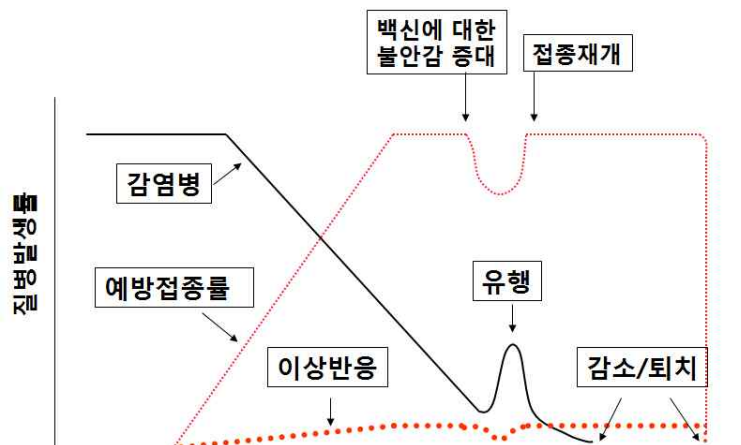 백신에 대한
불안감 증대
접종재개
감염병
질병발생률
예방접종률
유행
이상반응
감소/퇴치